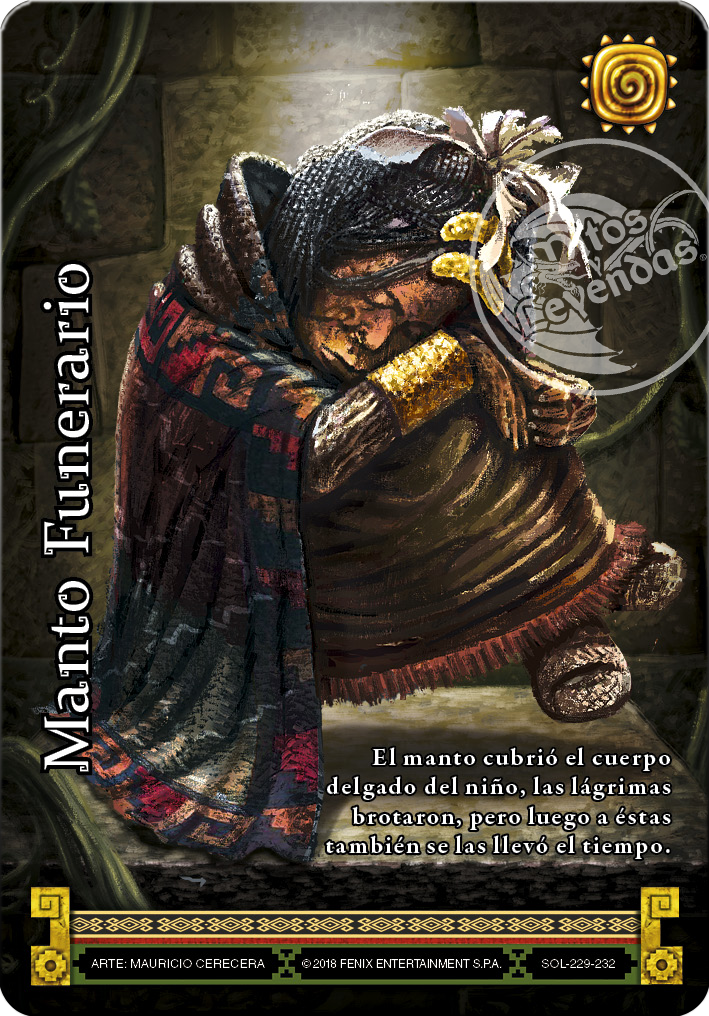 mitos
y
leyendas
Manto Funerario
El manto cubrió el cuerpo
delgado del niño, las lágrimas
brotaron, pero luego a éstas
también se las llevó el tiempo.
ARTE: MAURICIO CERECERA
© 2018 FENIX ENTERTAINMENT S.P.A.
SOL-229-232